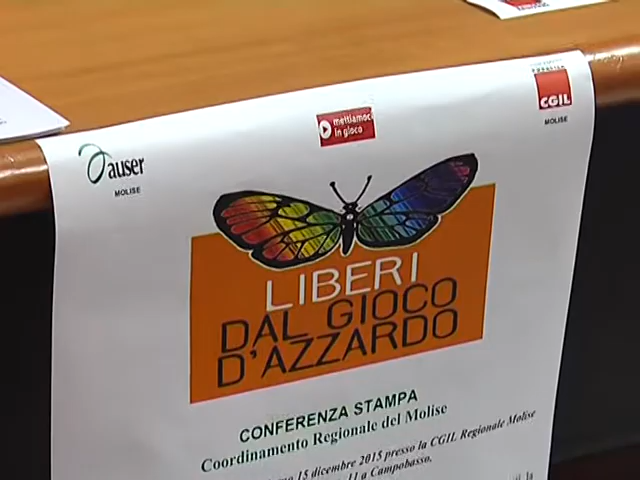 CGIL
MOLISE
mettiamoci
in gioco
auser
MOLISE
LIBERI
DAL GIOCO
D'AZZARDO
CONFERENZA STAMPA
Coordinamento Regionale del Molise
15 dicembre 2015 presso la CGIL Regionale Molise
11 a Campobasso.
la